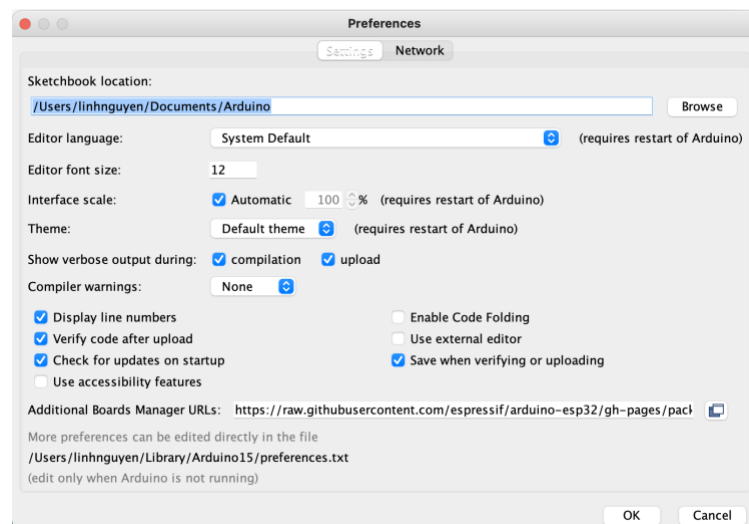 Preferences
Settings Network
Sketchbook location:
/Users/linhnguyen/Documents/Arduino Browse
Editor language: System Default (requires restart of Arduino)
Editor font size: 12
Interface scale: Automatic 100 % (requires restart of Arduino)
Theme: Default theme (requires restart of Arduino)
Show verbose output during: compilation upload
Compiler warnings: None
Display line numbers Enable Code Folding
Verify code after upload Use external editor
Check for updates on startup Save when verifying or uploading
Use accessibility features
Additional Boards Manager URLs: https://raw.githubusercontent.com/espressif/arduino-esp32/gh-pages/pack
More preferences can be edited directly in the file
/Users/linhnguyen/Library/Arduino15/preferences.txt
(edit only when Arduino is not running)
OK Cancel